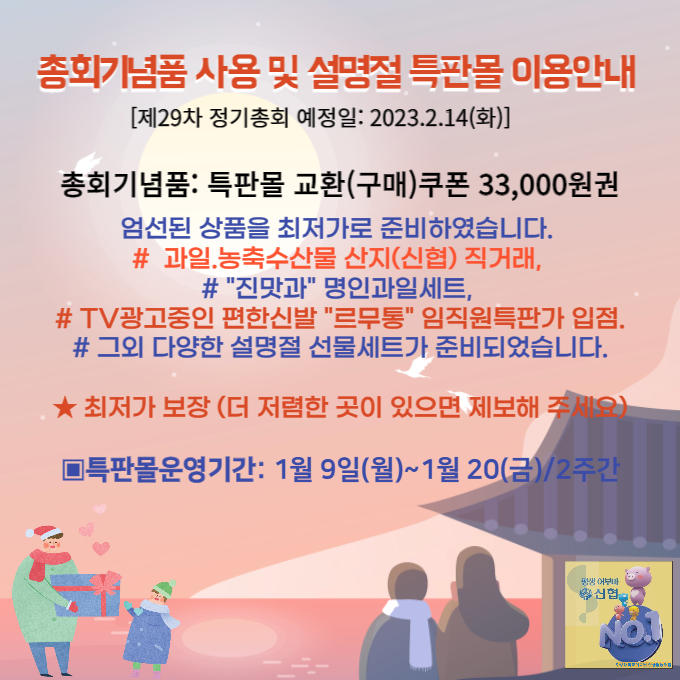 총회기념품 사용 및 설명절 특판몰 이용안내
[제29차 정기총회 예정일: 2023.2.14(화)]
총회기념품: 특판몰 교환(구매)쿠폰 33,000원권
엄선된 상품을 최저가로 준비하였습니다.
# 과일.농축수산물 산지(신협) 직거래,
# "진맛과" 명인과일세트,
# TV광고중인 편한신발 "르무통" 임직원특판가 입점.
# 그외 다양한 설명절 선물세트가 준비되었습니다.
★ 최저가 보장 (더 저렴한 곳이 있으면 제보해 주세요)
▣특판몰운영기간: 1월 9일(월)~1월 20(금)/2주간
평생 어부바
신협
NO.1